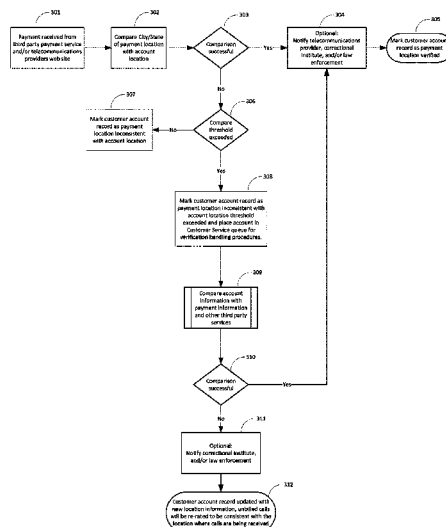 301
302
303
304
305
Payment received from
third party payment service
and/or telecommunications
providers web site
Compare City/State
of payment location
with account
location
Comparison
successful
Yes
Optional:
Notify telecommunications
provider, correctional
institute, and/or law
enforcement
Mark customer account
record as payment
location verified
No
307
306
Mark customer account
record as payment
location inconsistent
with account location
No
Compare
threshold
exceeded
Yes
308
Mark customer account record as
payment location inconsistent with
account location threshold
exceeded and place account in
Customer Service queue for
verification handling procedures.
309
Compare account
information with
payment information
and other third party
services
310
Comparison
successful
Yes
No
311
Optional:
Notify correctional institute,
and/or law enforcement
312
Customer account record updated with
new location information, unbilled calls
will be re-rated to be consistent with the
location where calls are being received